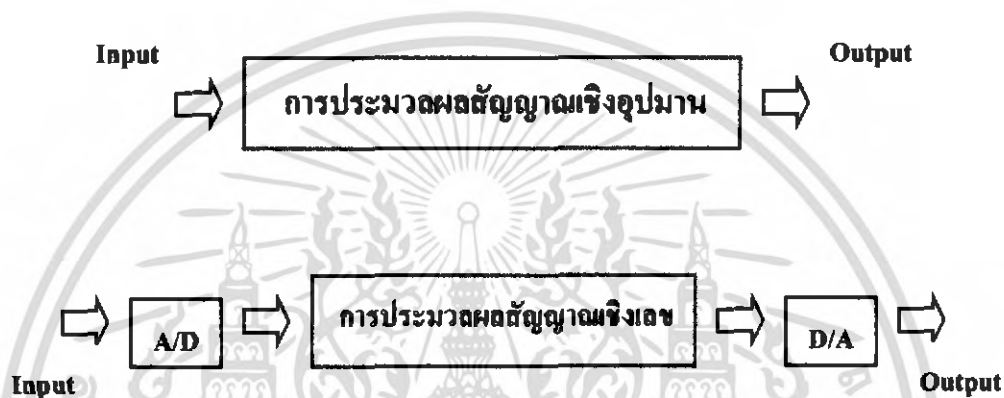 Input
Output
การประมวลผลสัญญาณเชิงอุปมาน
การประมวลผลสัญญาณเชิงเลข
A/D
D/A
Input
Output